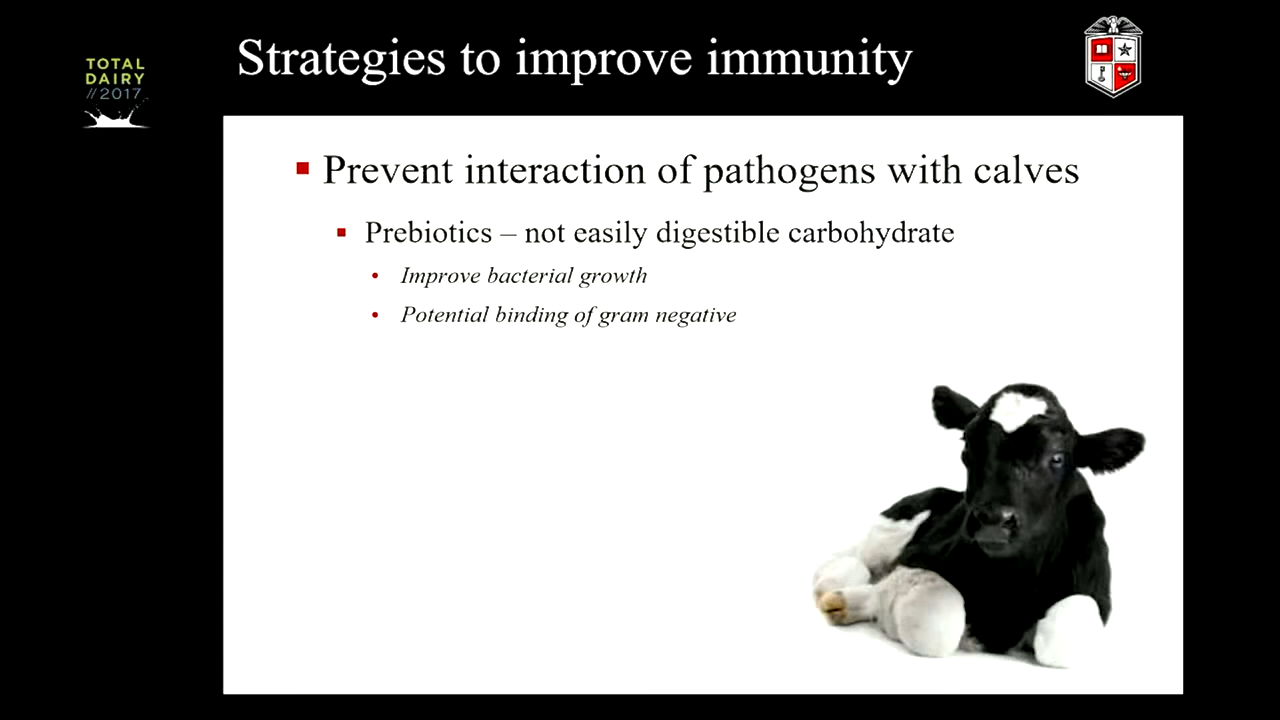 Strategies to improve immunity
TOTAL
DAIRY
//2017
Prevent interaction of pathogens with calves
Prebiotics – not easily digestible carbohydrate
Improve bacterial growth
Potential binding of gram negative